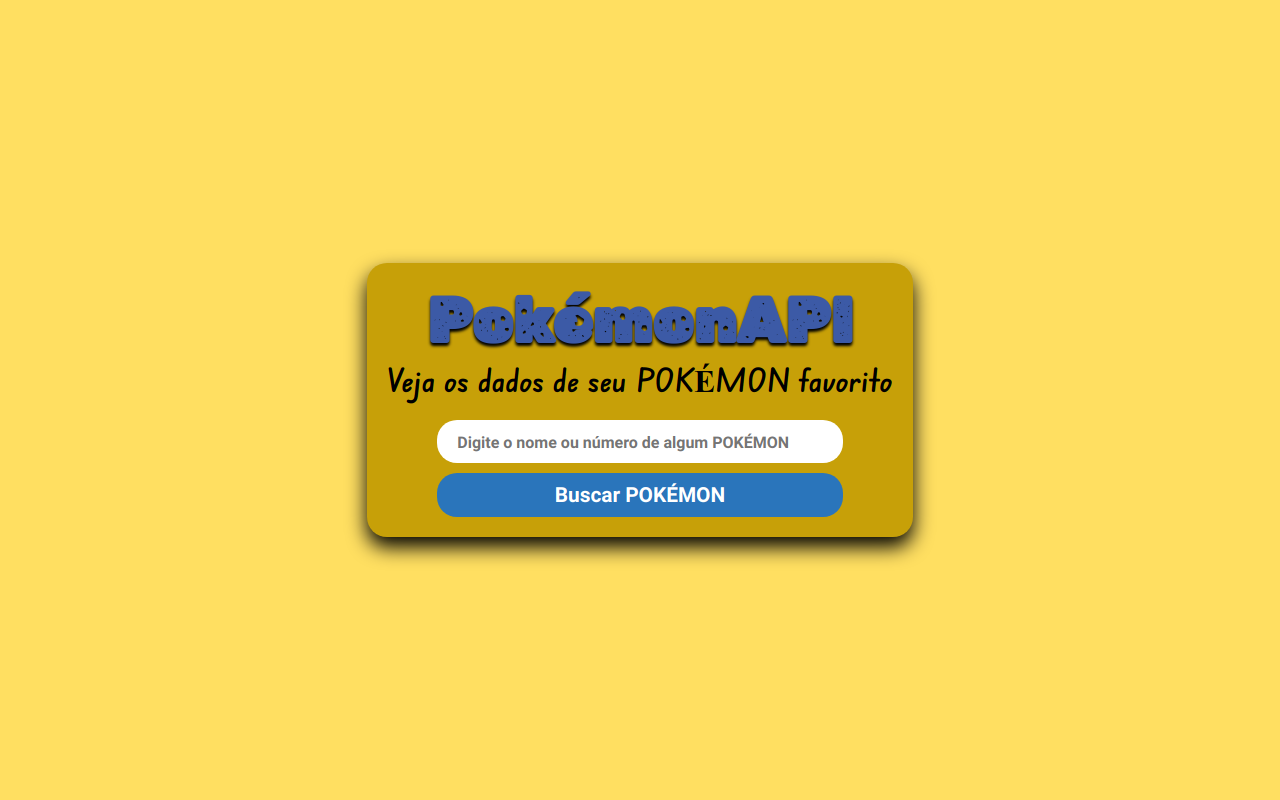 PokémonAPI
Veja os dados de seu POKÉMON favorito
Digite o nome ou número de algum POKÉMON
Buscar POKÉMON